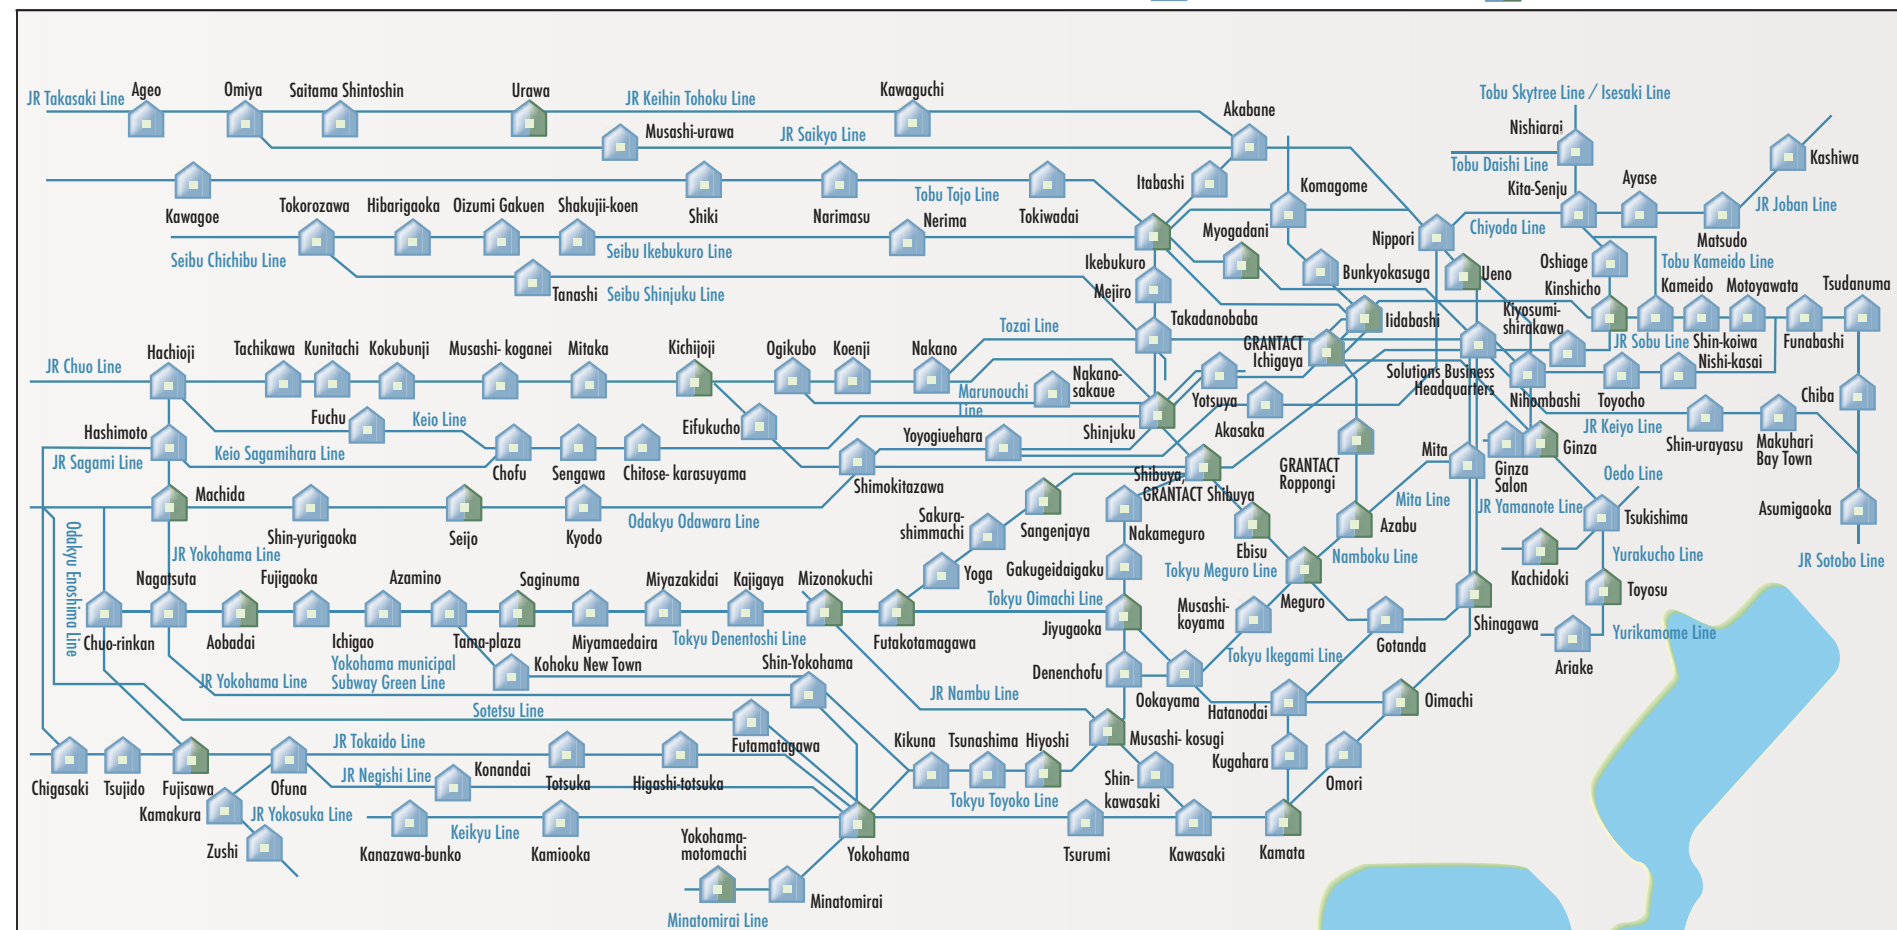 JR Takasaki Line
Ageo
Omiya
Saitama Shintoshin
Urawa
JR Keihin Tohoku Line
Kawaguchi
Akabane
Tobu Skytree Line / Isesaki Line
Musashi-urawa
JR Saikyo Line
Nishiarai
Tobu Daishi Line
Kashiwa
Kawagoe
Shiki
Narimasu
Tobu Tojo Line
Tokiwadai
Itabashi
Komagome
Kita-Senju
Ayase
JR Joban Line
Tokorozawa
Hibarigaoka
Oizumi Gakuen
Shakujii-koen
Nerima
Myogadani
Nippori
Chiyoda Line
Matsudo
Seibu Chichibu Line
Seibu Ikebukuro Line
Ikebukuro
Bunkyokasuga
Ueno
Oshiage
Tobu Kameido Line
Tanashi
Seibu Shinjuku Line
Mejiro
Kinshicho
Kameido
Motoyawata
Tsudanuma
Takadanobaba
Iidabashi
Kiyosumi-
shirakawa
Tozai Line
JR Sobu Line
Shin-koiwa
Funabashi
JR Chuo Line
Hachioji
Tachikawa
Kunitachi
Kokubunji
Musashi- koganei
Mitaka
Kichijoji
Ogikubo
Koenji
Nakano
GRANTACT
Ichigaya
Nishi-kasai
Marunouchi
Line
Nakano-
sakaue
Yotsuya
Solutions Business
Headquarters
Nihombashi
Toyocho
Chiba
Fuchu
Keio Line
Eifukucho
Shinjuku
Akasaka
JR Keiyo Line
Shin-urayasu
Makuhari
Bay Town
Hashimoto
JR Sagami Line
Keio Sagamihara Line
Chofu
Sengawa
Chitose- karasuyama
Yoyogiuehara
Shimokitazawa
Shibuya,
GRANTACT Shibuya
GRANTACT
Roppongi
Mita
Ginza
Salon
Ginza
Oedo Line
Machida
Shin-yurigaoka
Seijo
Kyodo
Odakyu Odawara Line
Sakura-
shimmachi
Sangenjaya
Nakameguro
Ebisu
Azabu
Mita Line
JR Yamanote Line
Tsukishima
Asumigaoka
Odakyu Enoshima Line
JR Yokohama Line
Yoga
Gakugeidaigaku
Tokyu Meguro Line
Namboku Line
Kachidoki
Yurakucho Line
JR Sotobo Line
Nagatsuta
Fujigaoka
Azamino
Saginuma
Miyazakidai
Kajigaya
Mizonokuchi
Tokyu Oimachi Line
Musashi-
koyama
Meguro
Toyosu
Chuo-rinkan
Aobadai
Ichigao
Tama-plaza
Miyamaedaira
Tokyu Denentoshi Line
Futakotamagawa
Jiyugaoka
Gotanda
Shinagawa
Yurikamome Line
Ariake
Yokohama municipal
Subway Green Line
Kohoku New Town
Shin-Yokohama
Denenchofu
Tokyu Ikegami Line
JR Yokohama Line
JR Nambu Line
Ookayama
Hatanodai
Oimachi
Sotetsu Line
Futamatagawa
JR Tokaido Line
Kikuna
Tsunashima
Hiyoshi
Musashi- kosugi
Kugahara
Omori
Chigasaki
Tsujido
Fujisawa
Ofuna
JR Negishi Line
Konandai
Totsuka
Higashi-totsuka
Tokyu Toyoko Line
Shin-
kawasaki
Kamakura
JR Yokosuka Line
Zushi
Kanazawa-bunko
Keikyu Line
Kamiooka
Yokohama-
motomachi
Yokohama
Tsurumi
Kawasaki
Kamata
Minatomirai
Minatomirai Line